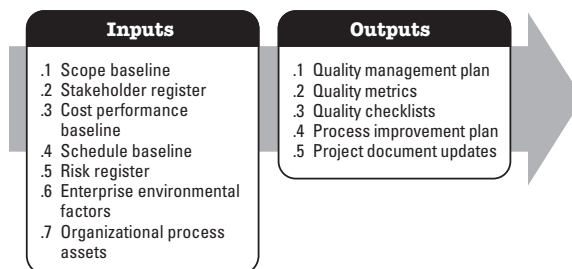 Inputs
.1 Scope baseline
.2 Stakeholder register
.3 Cost performance
baseline
.4 Schedule baseline
.5 Risk register
.6 Enterprise environmental
factors
.7 Organizational process
assets
Outputs
.1 Quality management plan
.2 Quality metrics
.3 Quality checklists
.4 Process improvement plan
.5 Project document updates